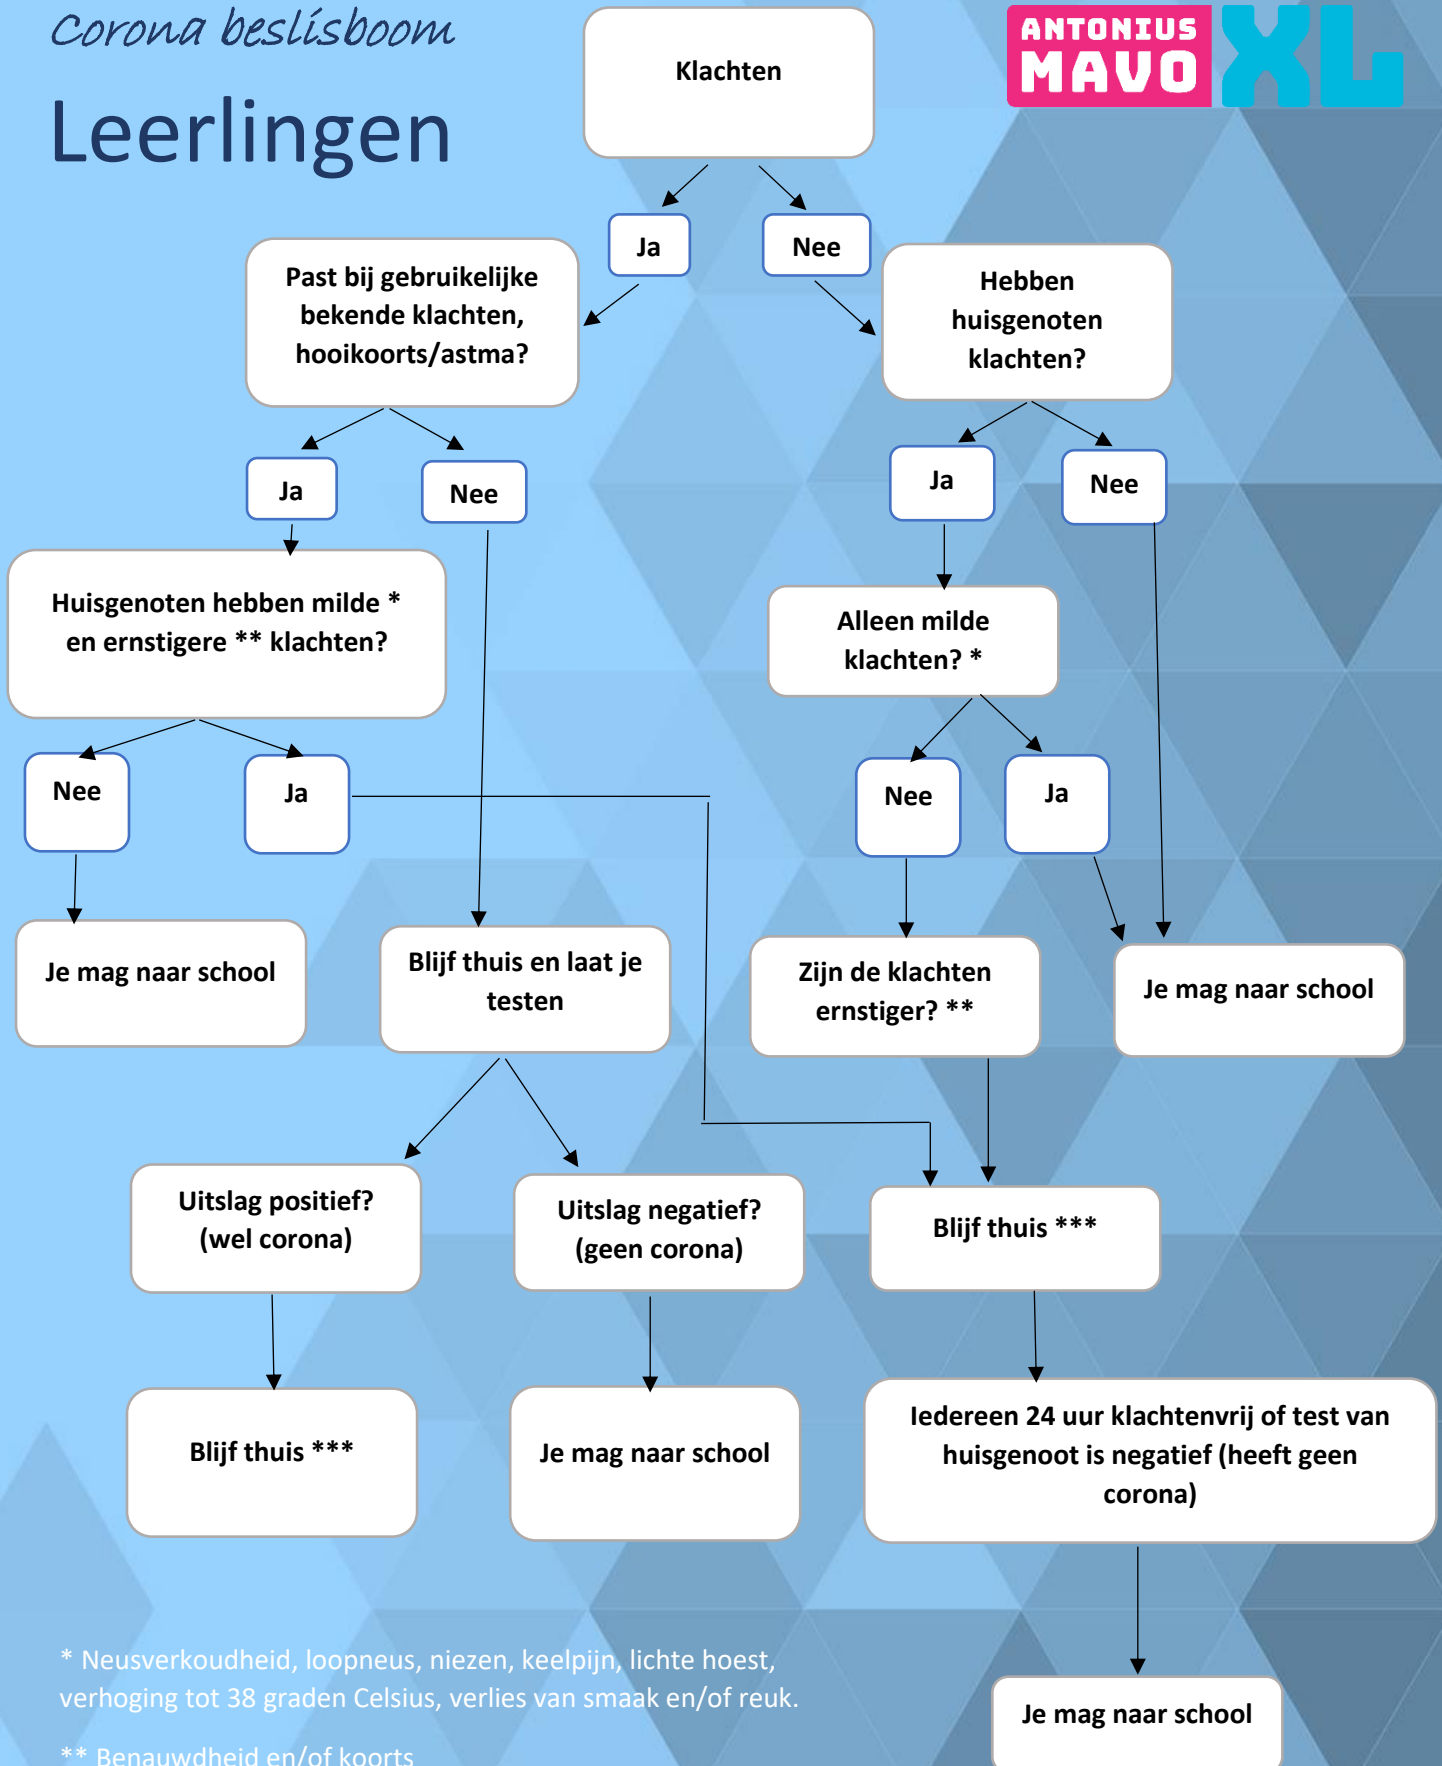 Corona beslisboom
Leerlingen
ANTONIUS
MAVO XL
Klachten
Ja
Nee
Past bij gebruikelijke
bekende klachten,
hooikoorts/astma?
Hebben
huisgenoten
klachten?
Ja
Nee
Ja
Nee
Huisgenoten hebben milde *
en ernstigere ** klachten?
Alleen milde
klachten? *
Nee
Ja
Nee
Ja
Je mag naar school
Blijf thuis en laat je
testen
Zijn de klachten
ernstiger? **
Je mag naar school
Uitslag positief?
(wel corona)
Uitslag negatief?
(geen corona)
Blijf thuis ***
Blijf thuis ***
Je mag naar school
Iedereen 24 uur klachtenvrij of test van
huisgenoot is negatief (heeft geen
corona)
* Neusverkoudheid, loopneus, niezen, keelpijn, lichte hoest,
verhoging tot 38 graden Celsius, verlies van smaak en/of reuk.
Je mag naar school
** Benauwdheid en/of koorts